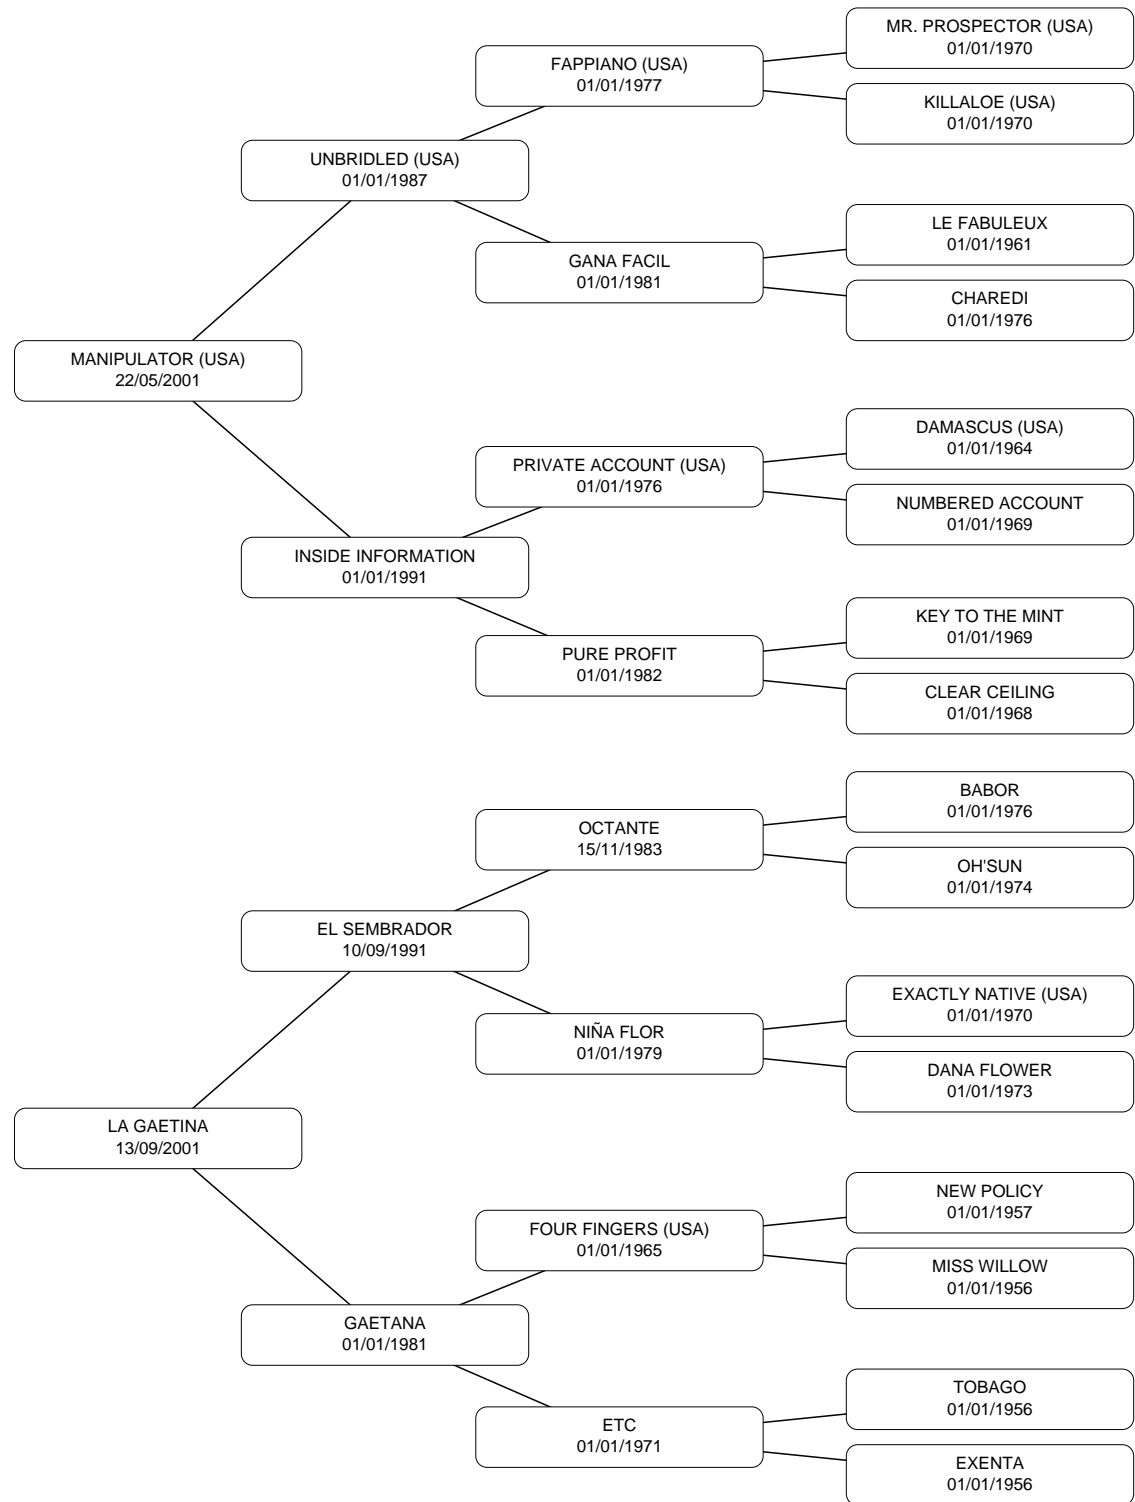 MR. PROSPECTOR (USA)
01/01/1970
FAPPIANO (USA)
01/01/1977
KILLALOE (USA)
01/01/1970
UNBRIDLED (USA)
01/01/1987
LE FABULEUX
01/01/1961
GANA FACIL
01/01/1981
CHAREDI
01/01/1976
MANIPULATOR (USA)
22/05/2001
DAMASCUS (USA)
01/01/1964
PRIVATE ACCOUNT (USA)
01/01/1976
NUMBERED ACCOUNT
01/01/1969
INSIDE INFORMATION
01/01/1991
KEY TO THE MINT
01/01/1969
PURE PROFIT
01/01/1982
CLEAR CEILING
01/01/1968
BABOR
01/01/1976
OCTANTE
15/11/1983
OH'SUN
01/01/1974
EL SEMBRADOR
10/09/1991
EXACTLY NATIVE (USA)
01/01/1970
NIÑA FLOR
01/01/1979
DANA FLOWER
01/01/1973
LA GAETINA
13/09/2001
NEW POLICY
01/01/1957
FOUR FINGERS (USA)
01/01/1965
MISS WILLOW
01/01/1956
GAETANA
01/01/1981
TOBAGO
01/01/1956
ETC
01/01/1971
EXENTA
01/01/1956